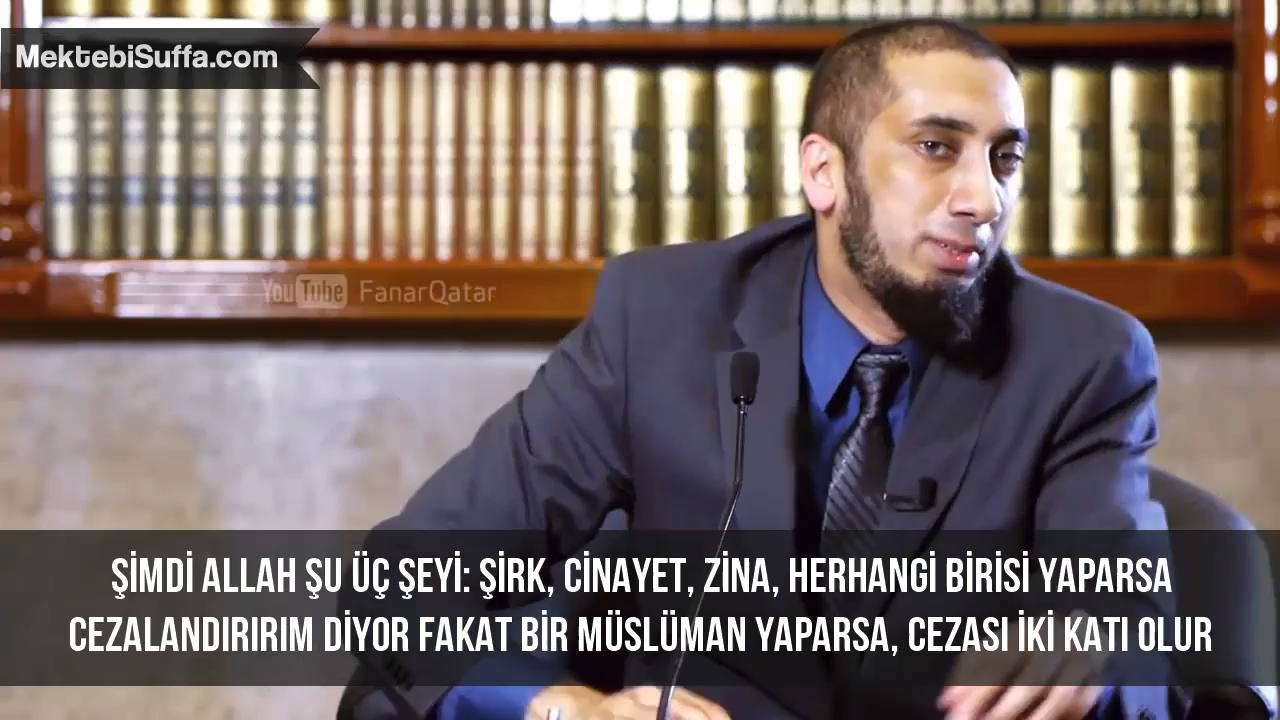 MektebiSuffa.com
YouTube FanarQatar
ŞİMDİ ALLAH ŞU ÜÇ ŞEYİ: ŞİRK, CİNAYET, ZİNA, HERHANGİ BİRİSİ YAPARSA
CEZALANDIRIRIM DİYOR FAKAT BİR MÜSLÜMAN YAPARSA, CEZASI İKİ KATI OLUR